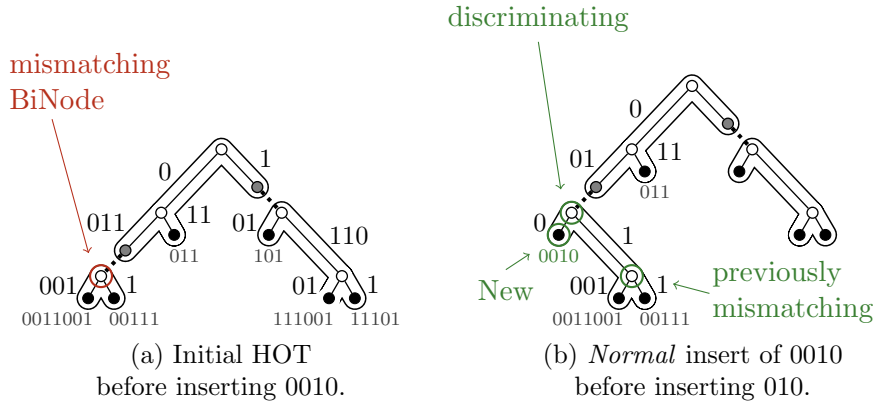 discriminating
mismatching
BiNode
0
1
011
11
01
110
011
101
001
1
01
1
0011001
00111
111001
11101
0
01
11
011
0
1
0010
New
001
1
previously
mismatching
0011001
00111
(a) Initial HOT
before inserting 0010.
(b) Normal insert of 0010
before inserting 010.